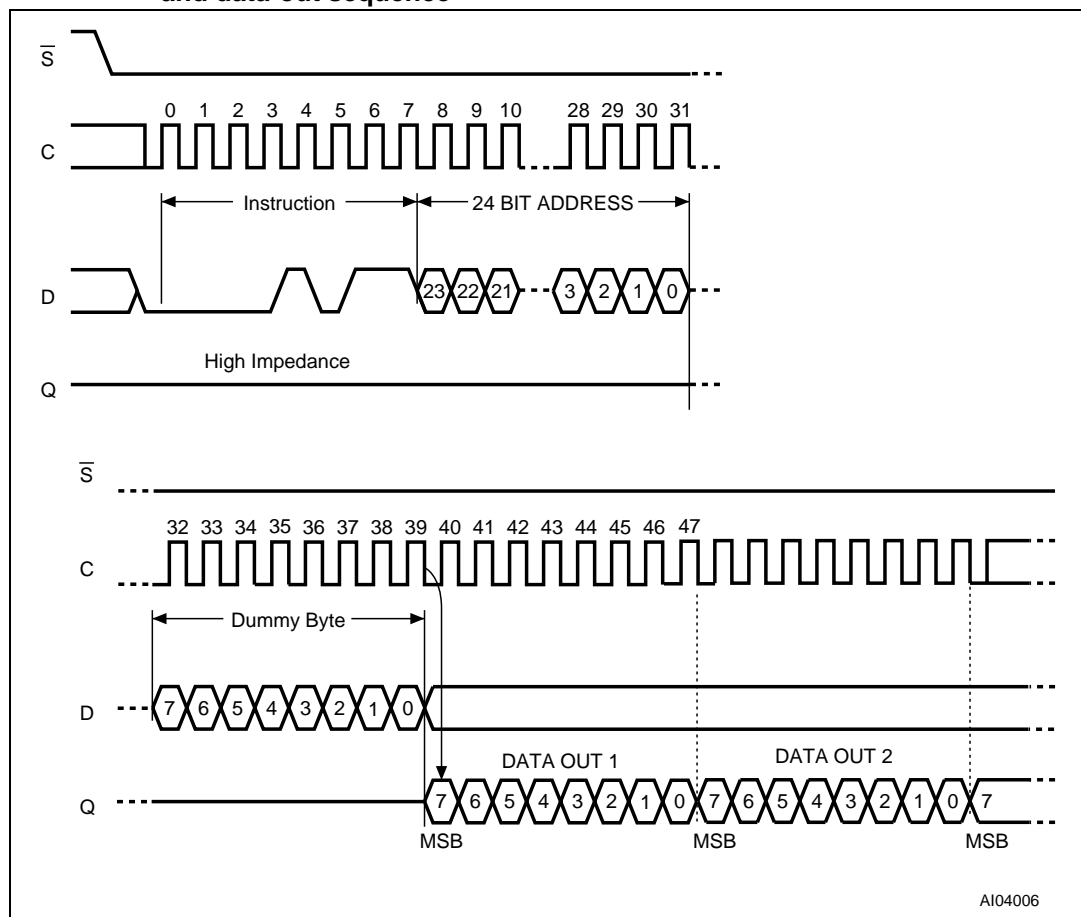 and data-out sequence
S
0 1 2 3 4 5 6 7 8 9 10 28 29 30 31
C
Instruction 24 BIT ADDRESS
D 23 22 21 3 2 1 0
High Impedance
Q
S
32 33 34 35 36 37 38 39 40 41 42 43 44 45 46 47
C
Dummy Byte
D 7 6 5 4 3 2 1 0
DATA OUT 1 DATA OUT 2
Q 7 6 5 4 3 2 1 0 7 6 5 4 3 2 1 0 7
MSB MSB MSB
AI04006